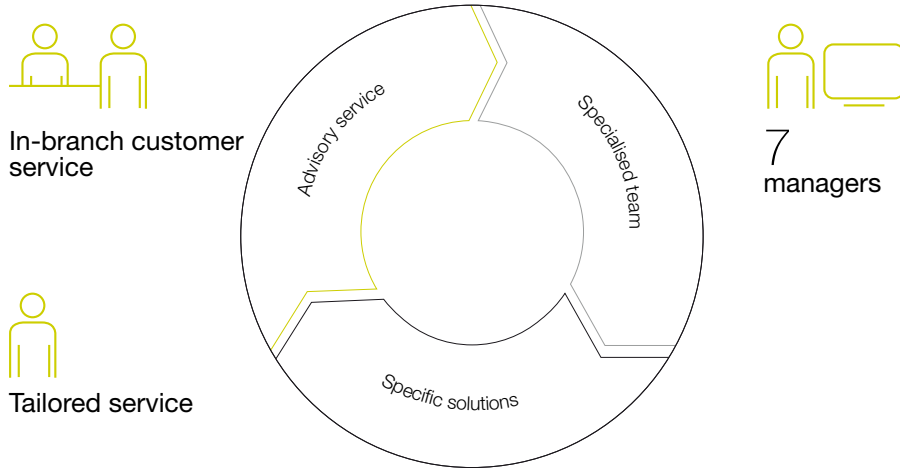 In-branch customer
service
Tailored service
Advisory service
Specialised team
Specific solutions
7
managers